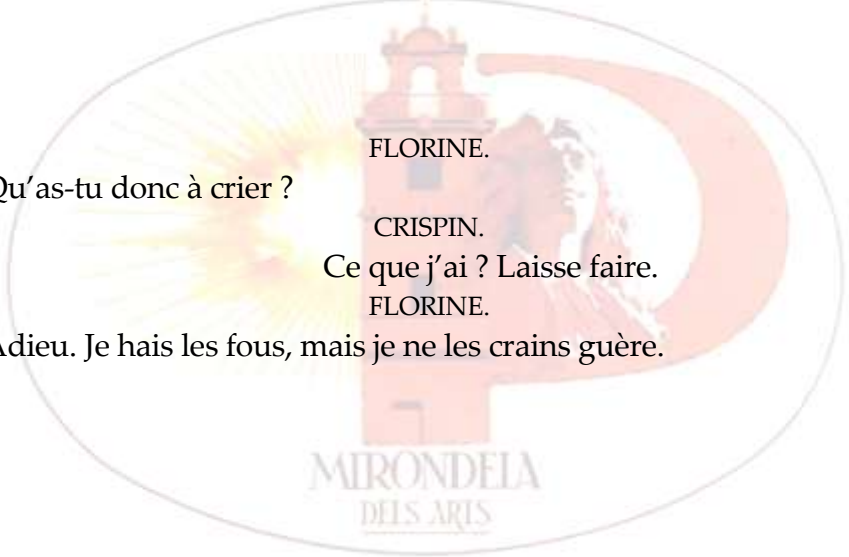 FLORINE.
Qu’as-tu donc à crier ?
CRISPIN.
Ce que j’ai ? Laisse faire.
FLORINE.
Adieu. Je hais les fous, mais je ne les crains guère.
MIRONDELA
DELS ARTS